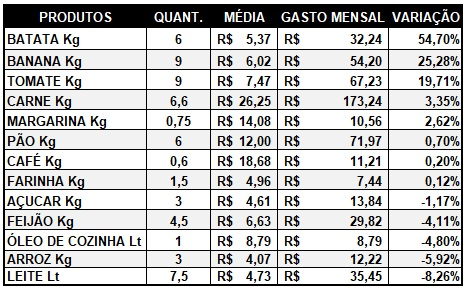 PRODUTOS QUANT. MÉDIA GASTO MENSAL VARIAÇÃO
BATATA Kg 6 R$ 5,37 R$ 32,24 54,70%
BANANA Kg 9 R$ 6,02 R$ 54,20 25,28%
TOMATE Kg 9 R$ 7,47 R$ 67,23 19,71%
CARNE Kg 6,6 R$ 26,25 R$ 173,24 3,35%
MARGARINA Kg 0,75 R$ 14,08 R$ 10,56 2,62%
PÃO Kg 6 R$ 12,00 R$ 71,97 0,70%
CAFÉ Kg 0,6 R$ 18,68 R$ 11,21 0,20%
FARINHA Kg 1,5 R$ 4,96 R$ 7,44 0,12%
AÇUCAR Kg 3 R$ 4,61 R$ 13,84 -1,17%
FEIJÃO Kg 4,5 R$ 6,63 R$ 29,82 -4,11%
ÓLEO DE COZINHA Lt 1 R$ 8,79 R$ 8,79 -4,80%
ARROZ Kg 3 R$ 4,07 R$ 12,22 -5,92%
LEITE Lt 7,5 R$ 4,73 R$ 35,45 -8,26%